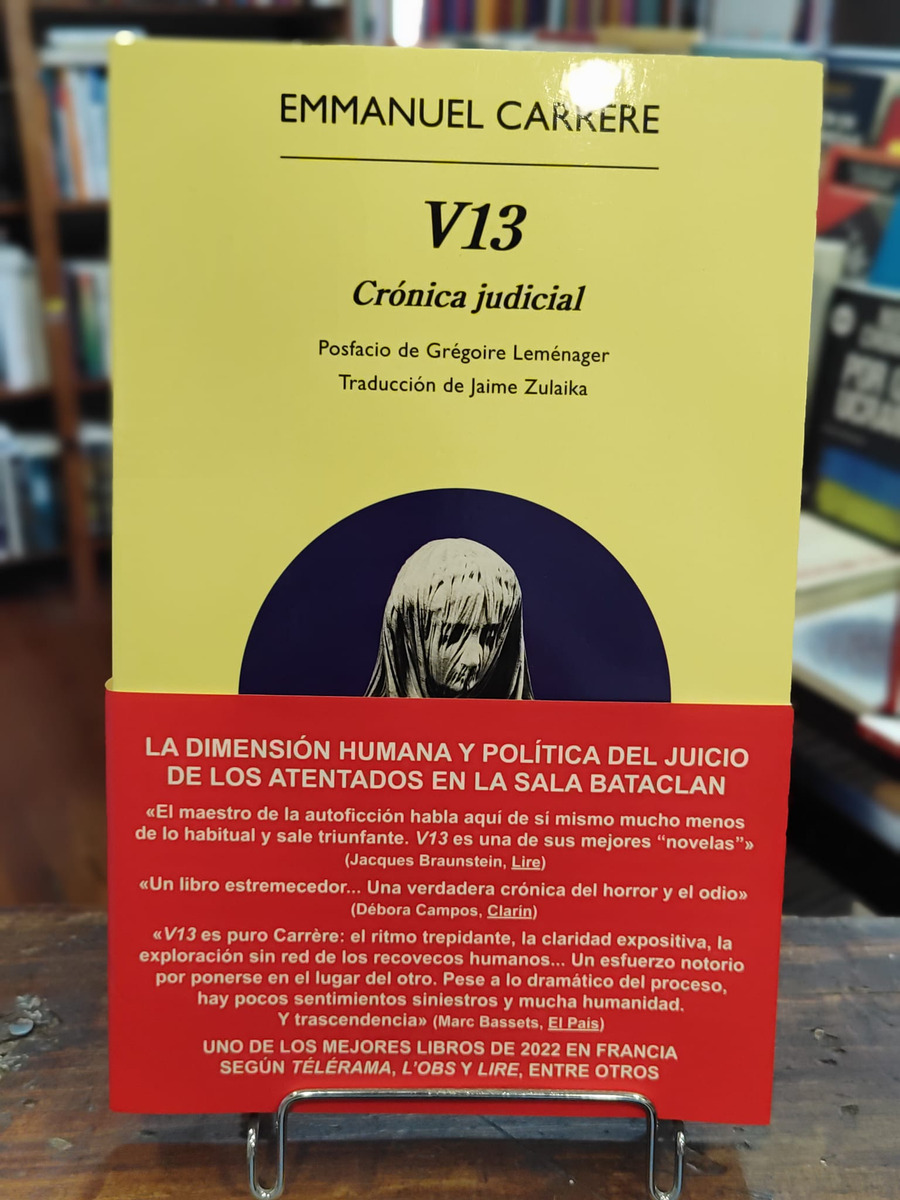 EMMANUEL CARRÈRE
V13
Crónica judicial
Posfacio de Grégoire Leménager
Traducción de Jaime Zulaika
LA DIMENSIÓN HUMANA Y POLÍTICA DEL JUICIO
DE LOS ATENTADOS EN LA SALA BATACLAN
«El maestro de la autoficción habla aquí de sí mismo mucho menos
de lo habitual y sale triunfante. V13 es una de sus mejores “novelas”»
(Jacques Braunstein, Lire)
«Un libro estremecedor... Una verdadera crónica del horror y el odio»
(Débora Campos, Clarín)
«V13 es puro Carrère: el ritmo trepidante, la claridad expositiva, la
exploración sin red de los recovecos humanos... Un esfuerzo notorio
por ponerse en el lugar del otro. Pese a lo dramático del proceso,
hay pocos sentimientos siniestros y mucha humanidad.
Y trascendencia» (Marc Bassets, El País)
UNO DE LOS MEJORES LIBROS DE 2022 EN FRANCIA
SEGÚN TÉLÉRAMA, L’OBS Y LIRE, ENTRE OTROS
POR
UCRA